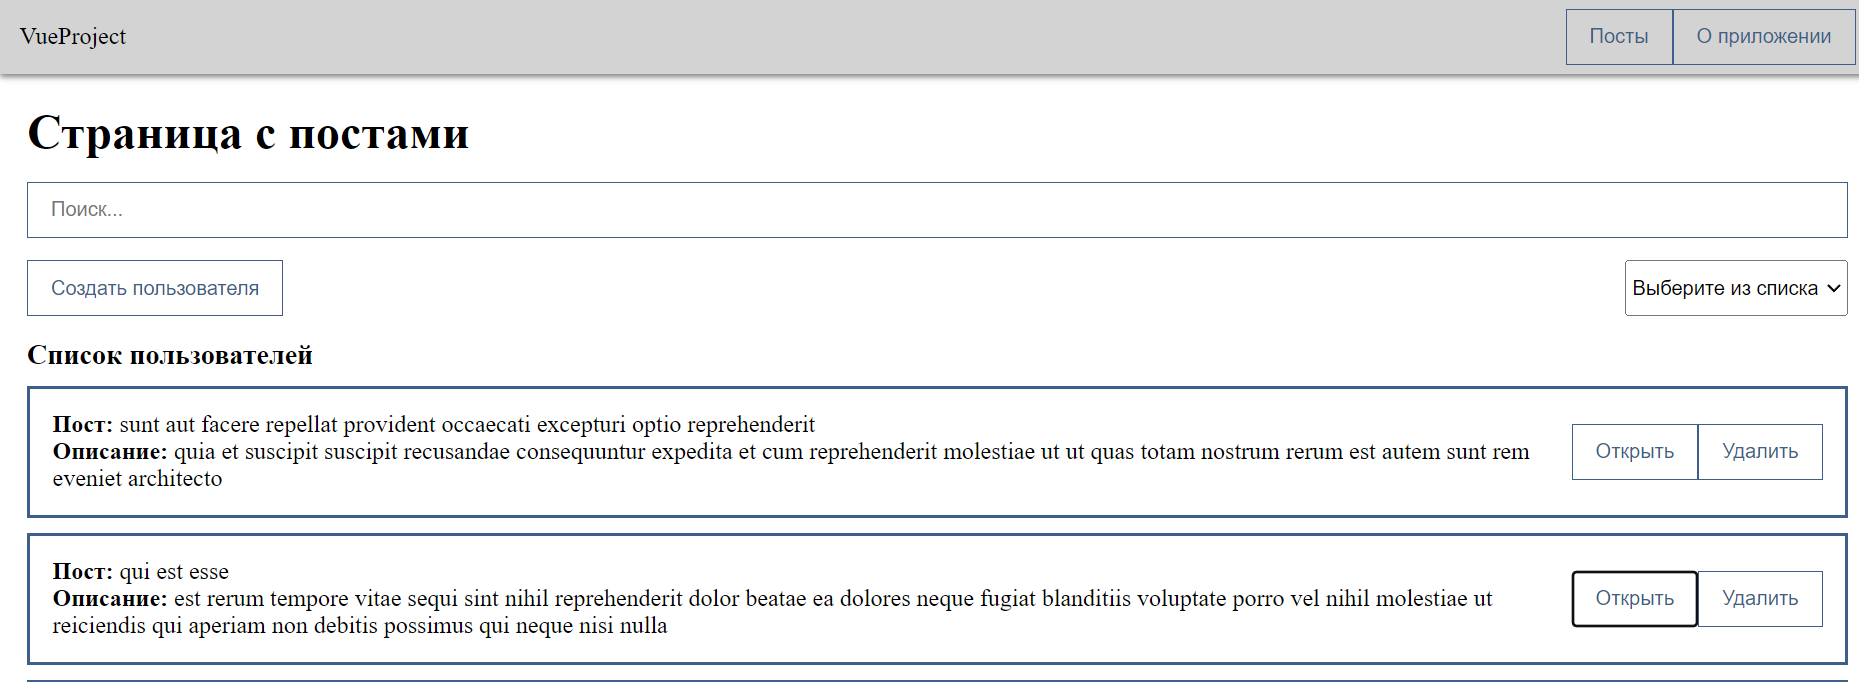 VueProject
Посты
О приложении
Страница с постами
Поиск...
Создать пользователя
Выберите из списка
Список пользователей
Пост: sunt aut facere repellat provident occaecati excepturi optio reprehenderit
Описание: quia et suscipit suscipit recusandae consequuntur expedita et cum reprehenderit molestiae ut ut quas totam nostrum rerum est autem sunt rem
eveniet architecto
Открыть
Удалить
Пост: qui est esse
Описание: est rerum tempore vitae sequi sint nihil reprehenderit dolor beatae ea dolores neque fugiat blanditiis voluptate porro vel nihil molestiae ut
reiciendis qui aperiam non debitis possimus qui neque nisi nulla
Открыть
Удалить